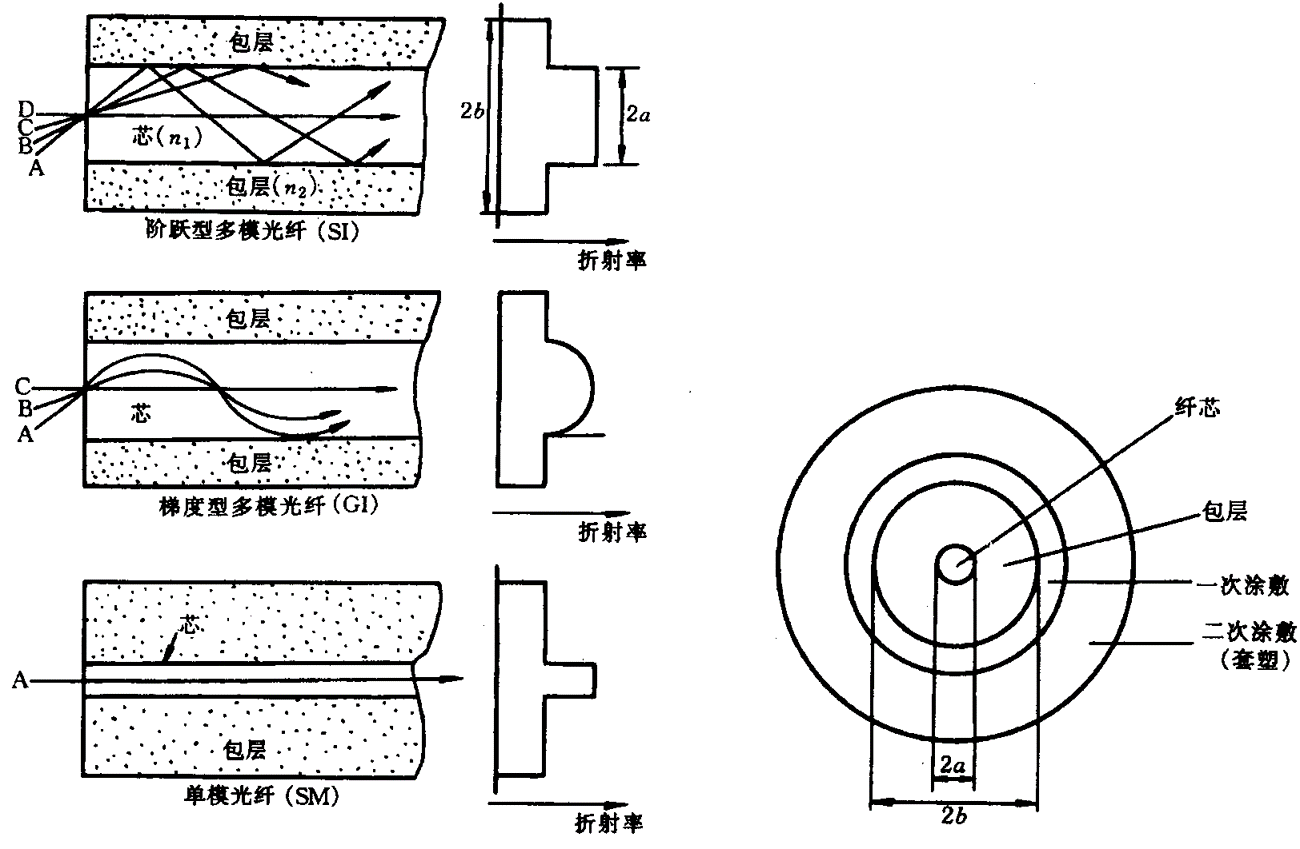 包层
D
C
B
A
芯(n₁)
包层(n₂)
2b
2a
阶跃型多模光纤(SI)
折射率
包层
C
B
A
芯
包层
梯度型多模光纤(GI)
折射率
芯
A
包层
单模光纤(SM)
折射率
纤芯
包层
一次涂敷
二次涂敷
(套塑)
2a
2b